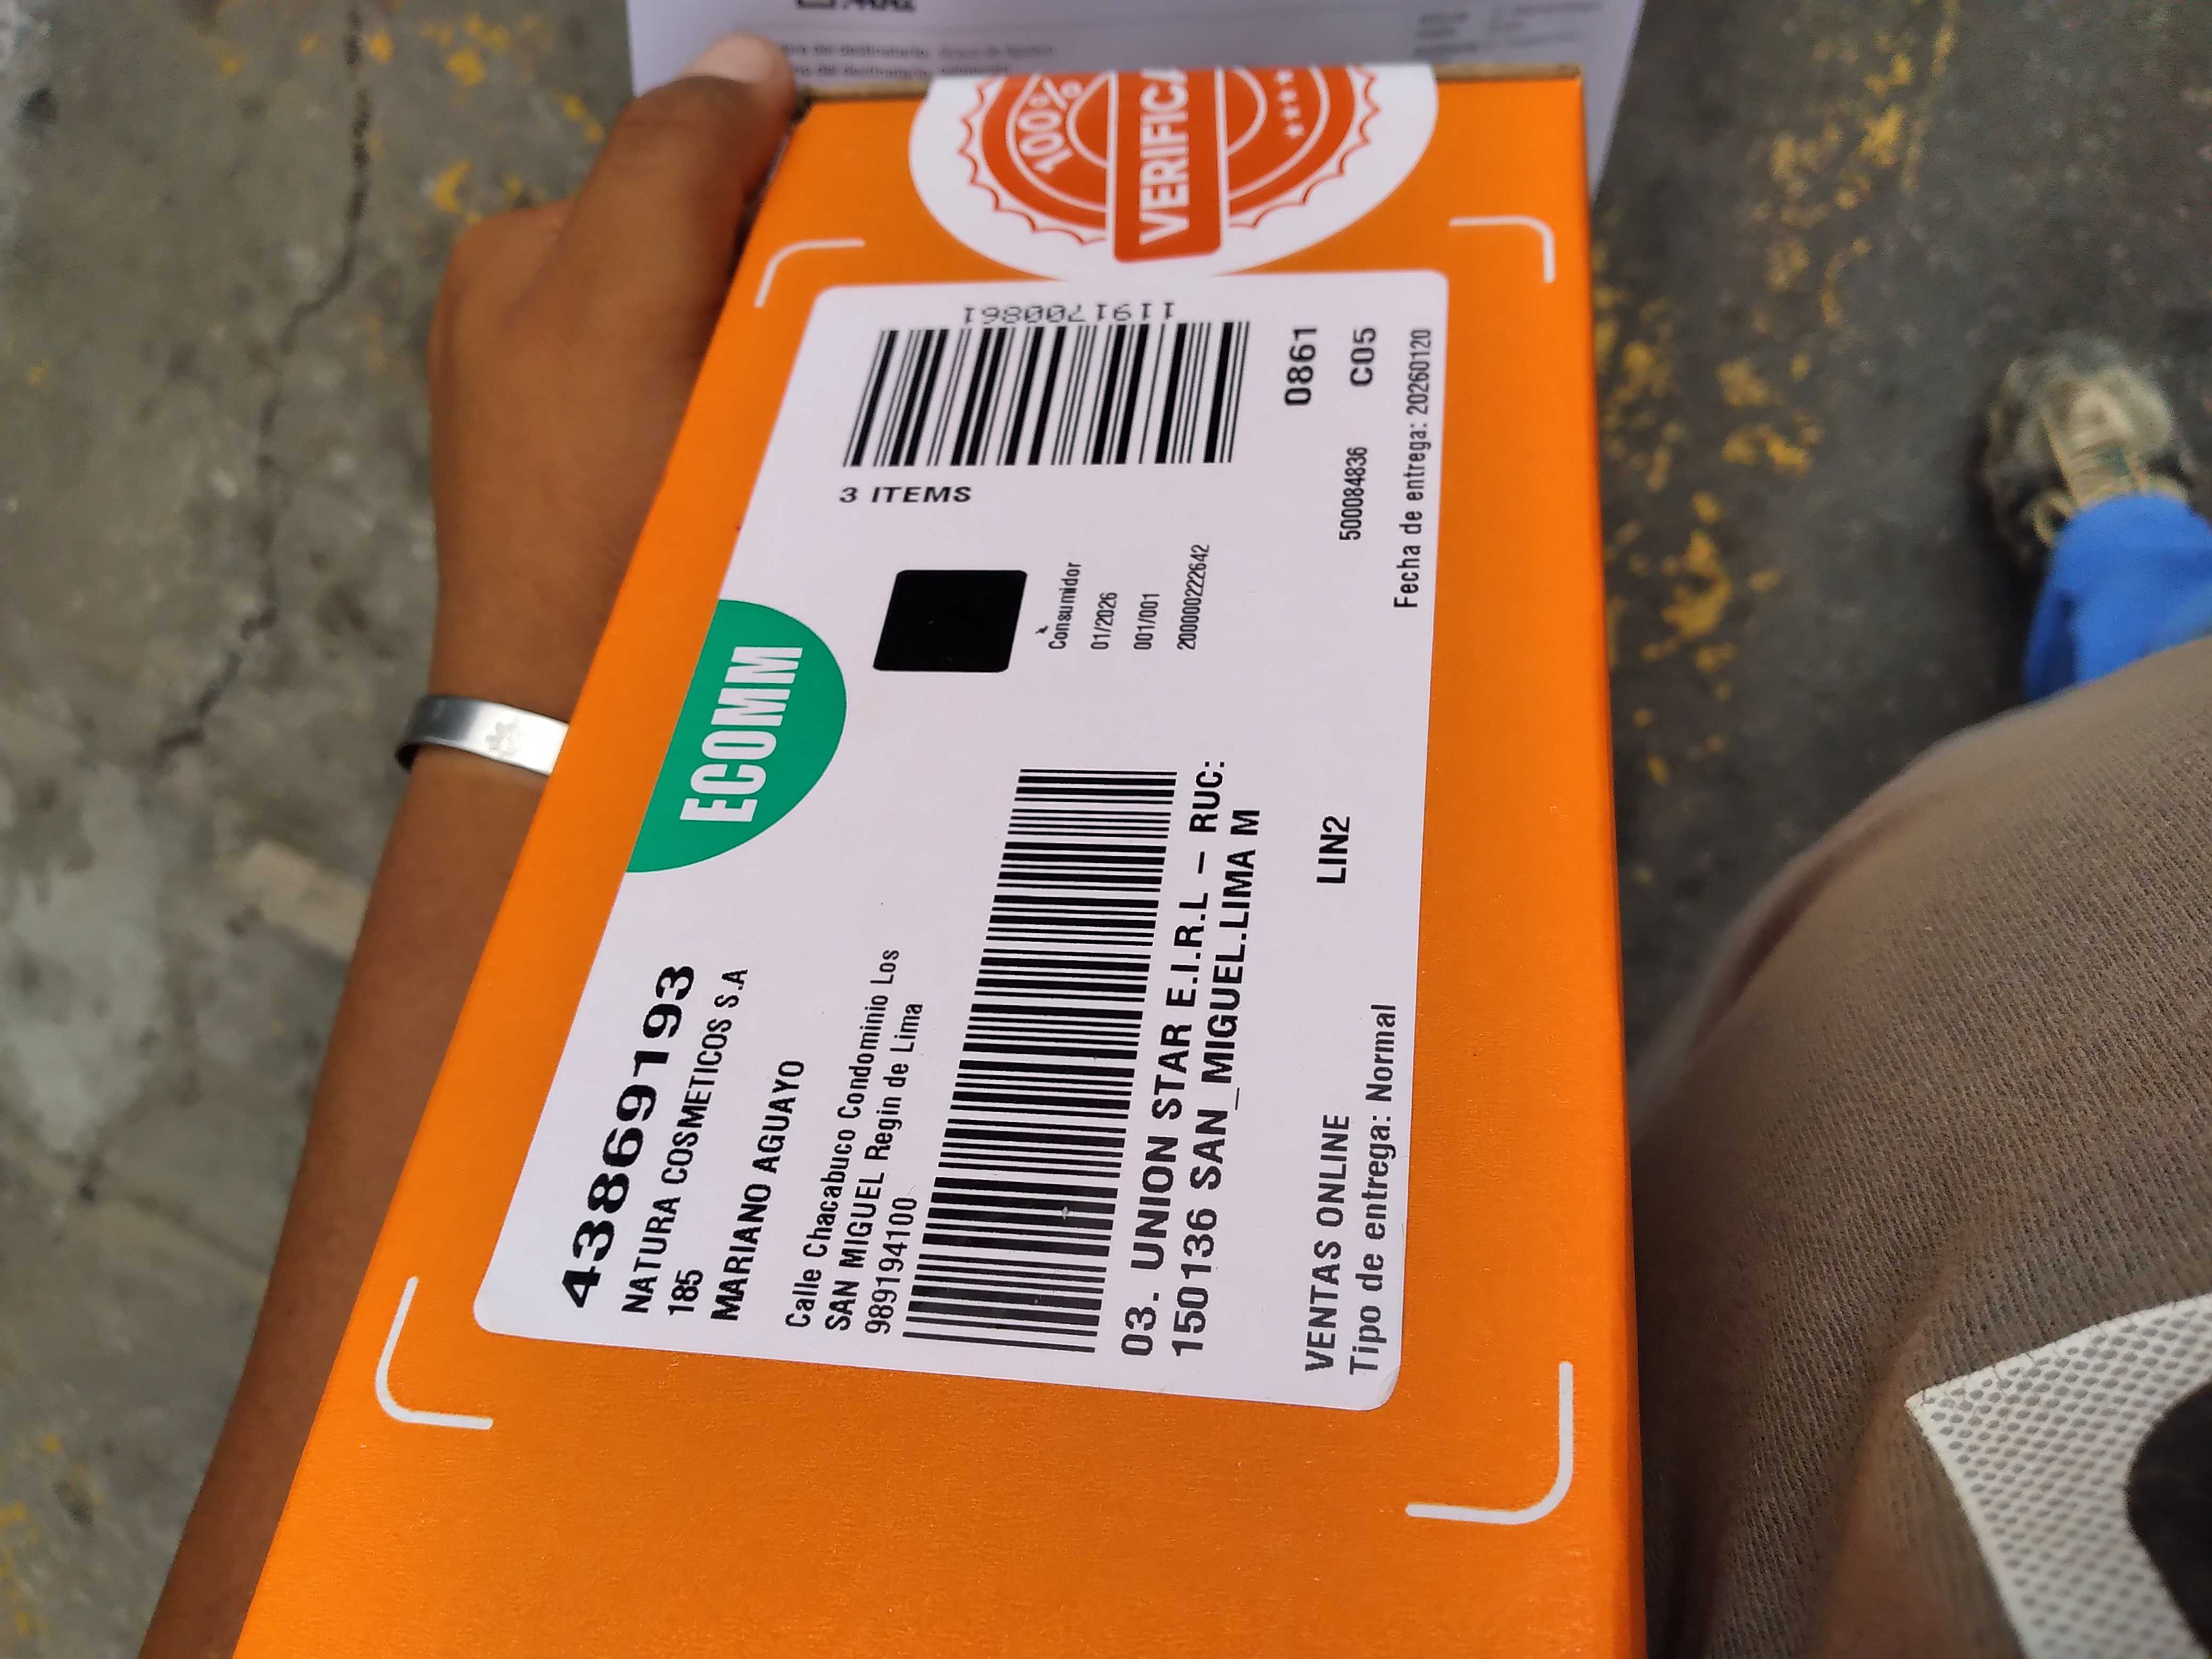 438699193
NATURA COSMETICOS S.A
185
MARIANO AGUAYO
Calle Chacabuco Condominio Los
SAN MIGUEL Regin de Lima
989194100
03. UNION STAR E.I.R.L – RUC:
150136 SAN_MIGUEL.LIMA M
VENTAS ONLINE
LIN2
Tipo de entrega: Normal
ECOMM
3 ITEMS
11917000861
Consumidor
01/2026
001/001
200000222642
0861
500084836
C05
Fecha de entrega: 20260120
100%
VERIFICA